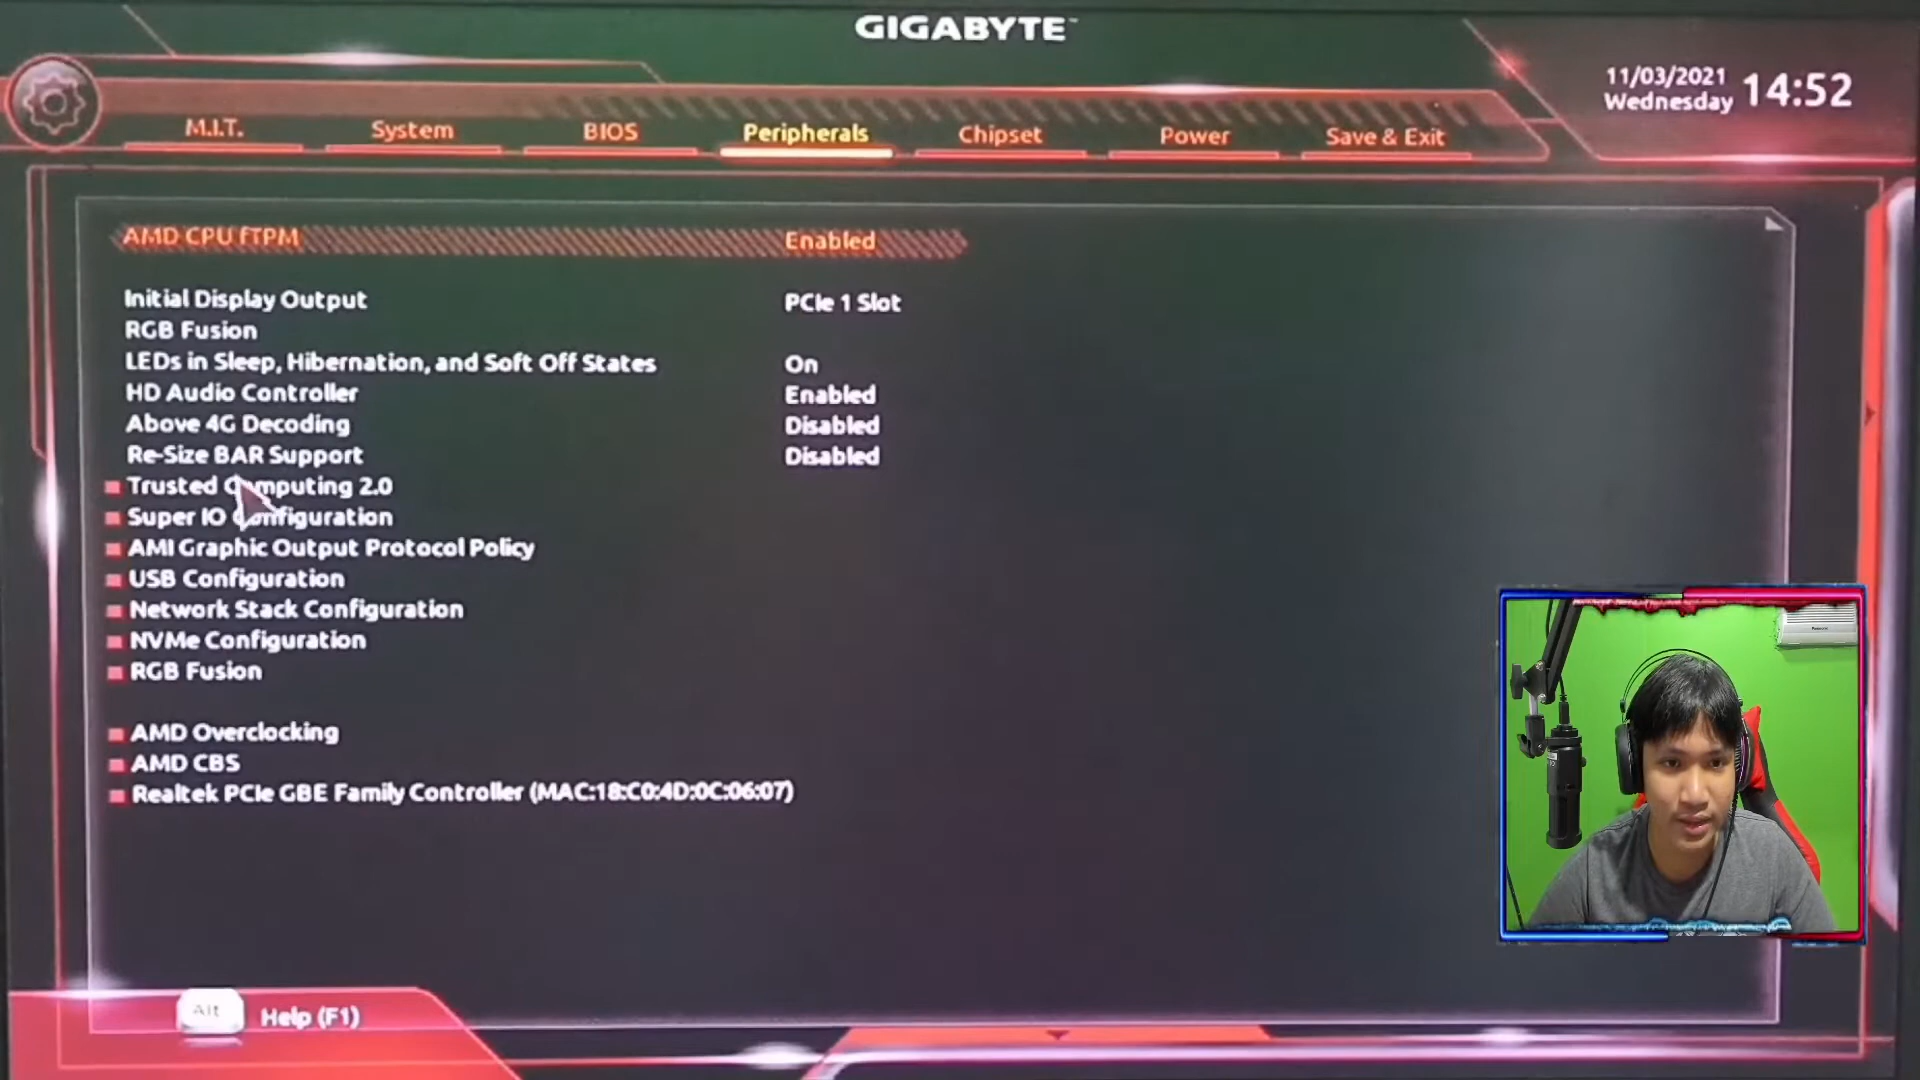 GIGABYTE™
11/03/2021
Wednesday
14:52
M.I.T. System BIOS Peripherals Chipset Power Save & Exit
AMD CPU fTPM Enabled
Initial Display Output PCIe 1 Slot
RGB Fusion
LEDs in Sleep, Hibernation, and Soft Off States On
HD Audio Controller Enabled
Above 4G Decoding Disabled
Re-Size BAR Support Disabled
Trusted Computing 2.0
Super IO Configuration
AMI Graphic Output Protocol Policy
USB Configuration
Network Stack Configuration
NVMe Configuration
RGB Fusion
AMD Overclocking
AMD CBS
Realtek PCIe GBE Family Controller (MAC:18:C0:4D:0C:06:07)
Alt Help (F1)